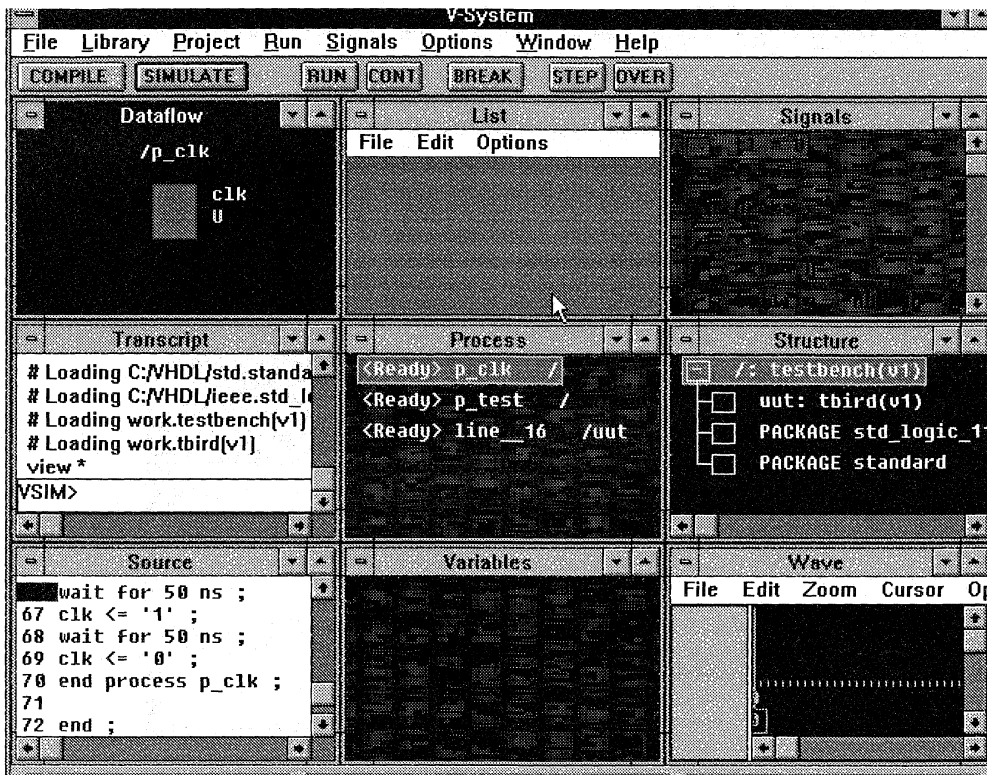 V-System
File Library Project Run Signals Options Window Help
COMPILE SIMULATE RUN CONT BREAK STEP OVER
Dataflow
/p_clk
clk
U
List
File Edit Options
Signals
Transcript
# Loading C:/VHDL/std.standa
# Loading C:/VHDL/ieee.std_lo
# Loading work.testbench(v1)
# Loading work.tbird(v1)
view *
VSIM>
Process
<Ready> p_clk /
<Ready> p_test /
<Ready> line__16 /uut
Structure
/: testbench(v1)
uut: tbird(v1)
PACKAGE std_logic_11
PACKAGE standard
Source
wait for 50 ns ;
67 clk <= '1' ;
68 wait for 50 ns ;
69 clk <= '0' ;
70 end process p_clk ;
71
72 end ;
Variables
Wave
File Edit Zoom Cursor Op